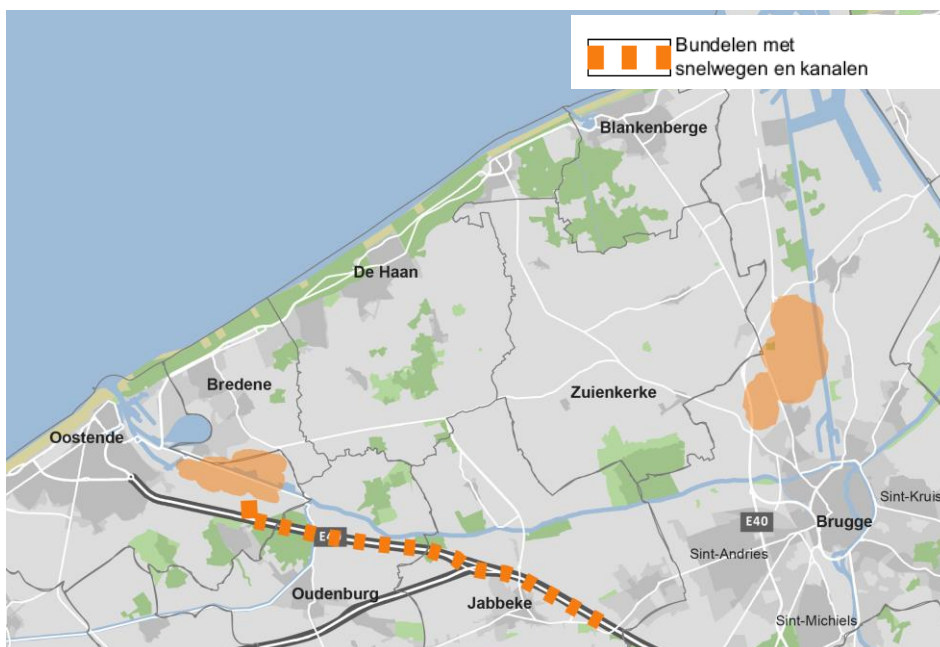 Bundelen met
snelwegen en kanalen
Blankenberge
De Haan
Bredene
Zuienkerke
Oostende
Sint-Kruis
E40
Brugge
E4
Sint-Andries
Oudenburg
Jabbeke
Sint-Michiels